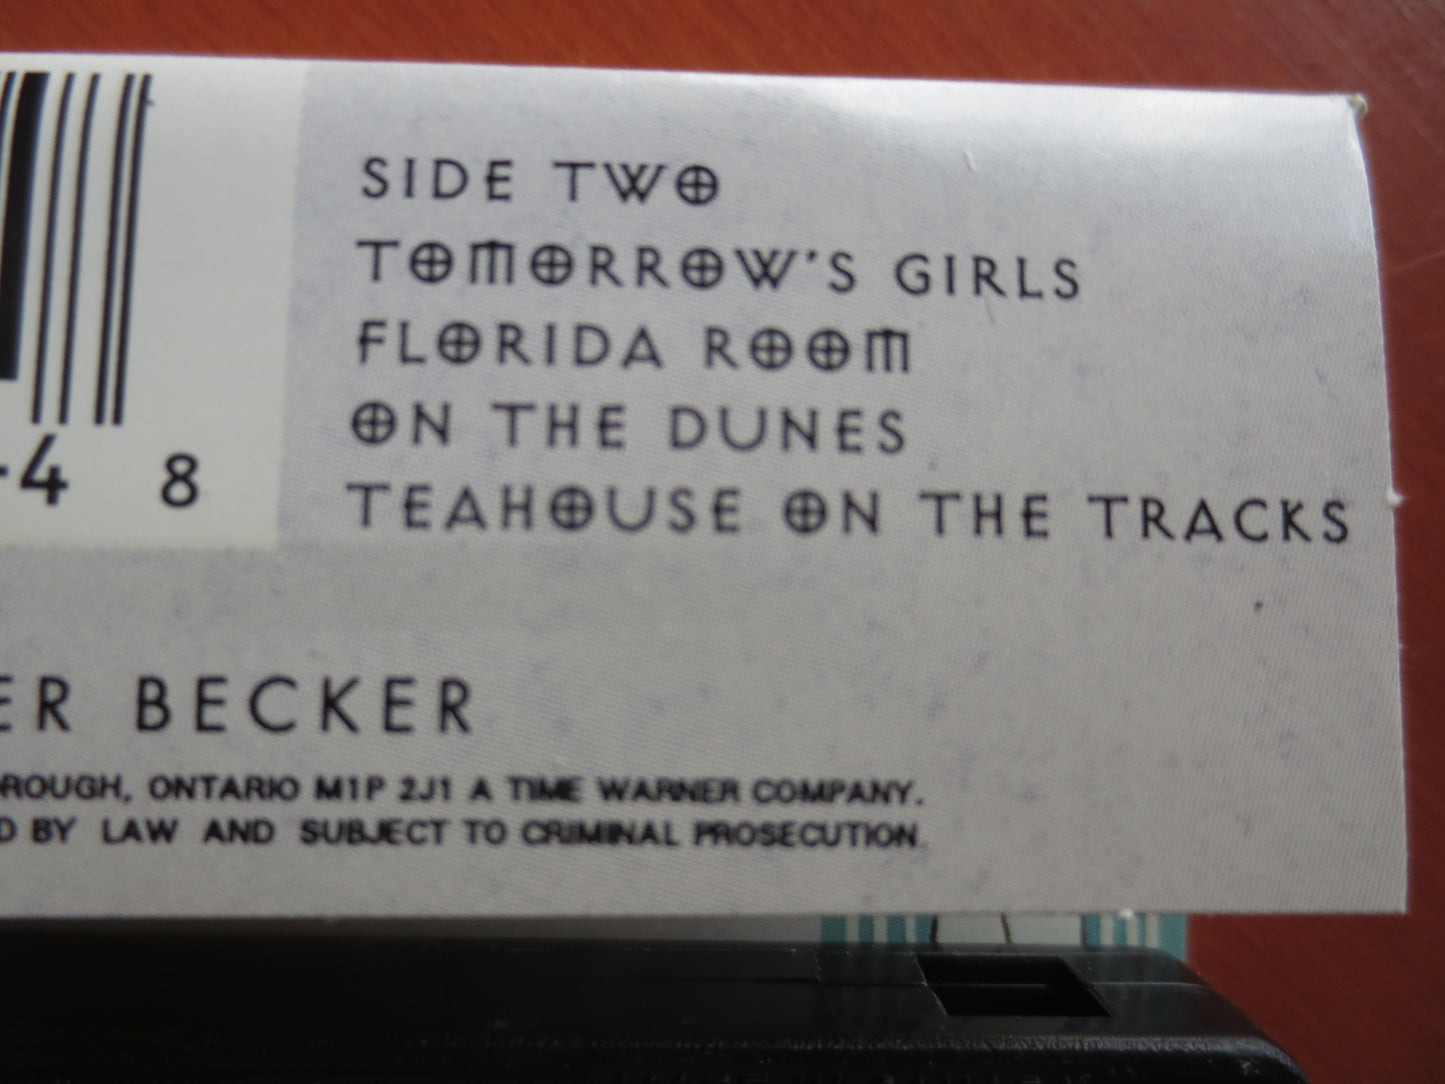 SIDE TWO
TOMORROW'S GIRLS
FLORIDA ROOM
ON THE DUNES
TEAHOUSE ON THE TRACKS
-4 8
ER BECKER
ROUGH, ONTARIO M1P 2J1 A TIME WARNER COMPANY.
D BY LAW AND SUBJECT TO CRIMINAL PROSECUTION.